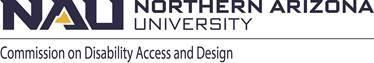 NAU NORTHERN ARIZONA
UNIVERSITY
Commission on Disability Access and Design